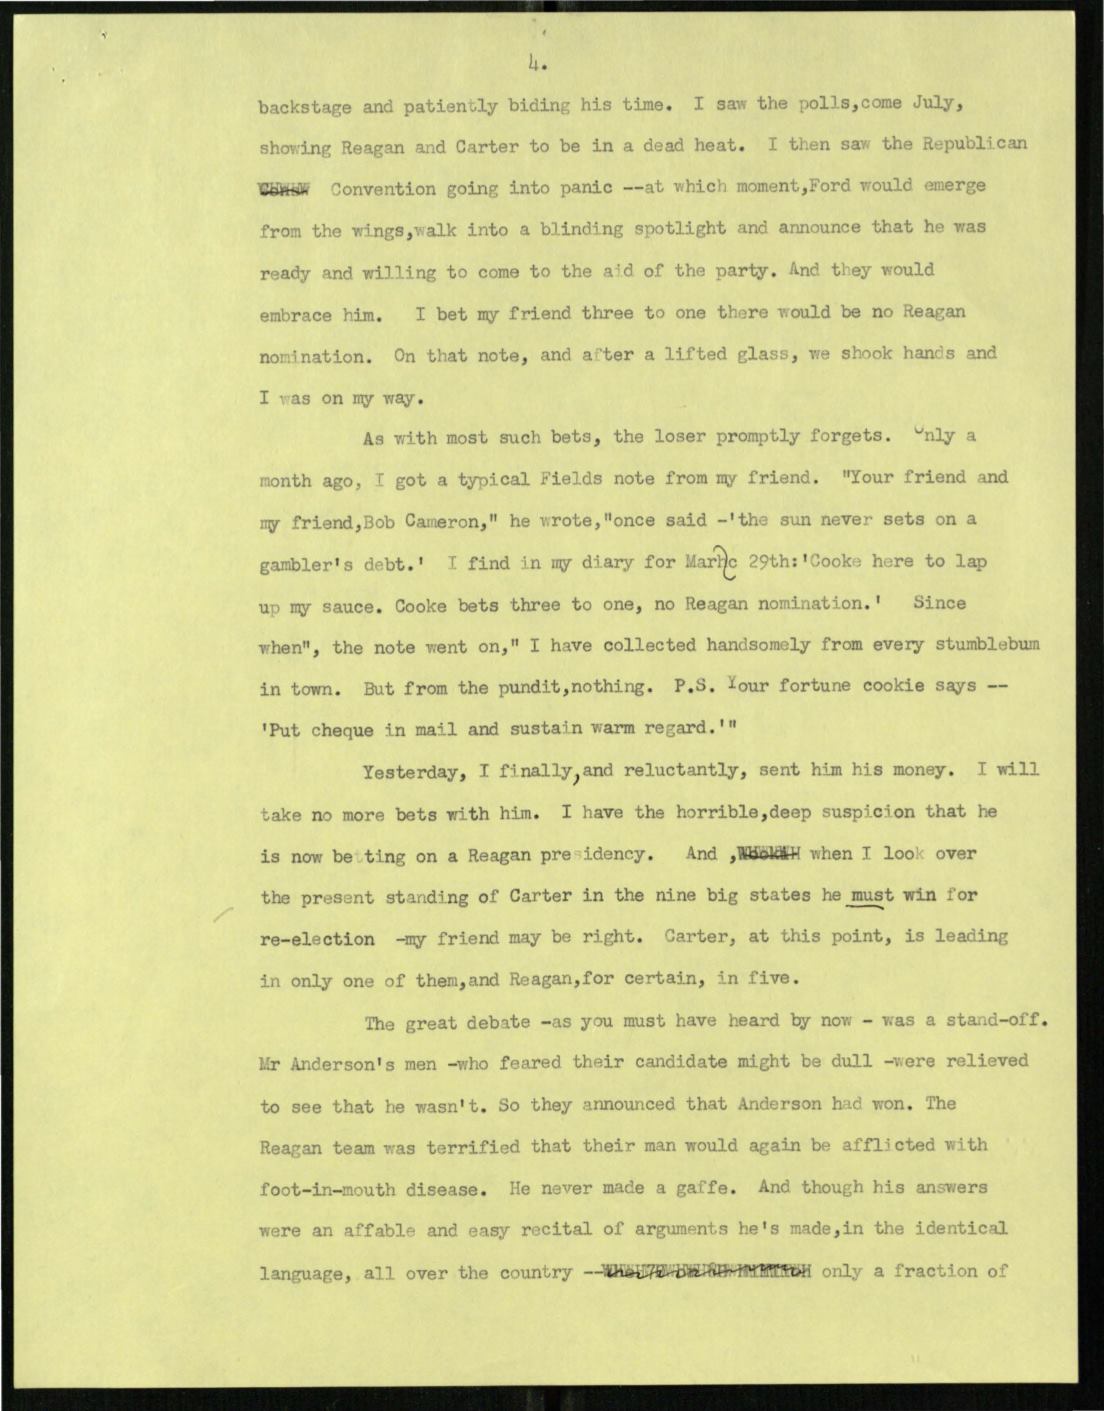 4.
backstage and patiently biding his time. I saw the polls,come July,
showing Reagan and Carter to be in a dead heat. I then saw the Republican
Convention going into panic --at which moment,Ford would emerge
from the wings,walk into a blinding spotlight and announce that he was
ready and willing to come to the aid of the party. And they would
embrace him. I bet my friend three to one there would be no Reagan
nomination. On that note, and after a lifted glass, we shook hands and
I was on my way.
As with most such bets, the loser promptly forgets. Only a
month ago, I got a typical Fields note from my friend. "Your friend and
my friend,Bob Cameron," he wrote,"once said -'the sun never sets on a
gambler's debt.' I find in my diary for Marhc 29th:'Cooke here to lap
up my sauce. Cooke bets three to one, no Reagan nomination.' Since
when", the note went on," I have collected handsomely from every stumblebum
in town. But from the pundit,nothing. P.S. Your fortune cookie says --
'Put cheque in mail and sustain warm regard.'"
Yesterday, I finally,and reluctantly, sent him his money. I will
take no more bets with him. I have the horrible,deep suspicion that he
is now betting on a Reagan presidency. And , when I look over
the present standing of Carter in the nine big states he must win for
re-election -my friend may be right. Carter, at this point, is leading
in only one of them,and Reagan,for certain, in five.
The great debate -as you must have heard by now - was a stand-off.
Mr Anderson's men -who feared their candidate might be dull -were relieved
to see that he wasn't. So they announced that Anderson had won. The
Reagan team was terrified that their man would again be afflicted with
foot-in-mouth disease. He never made a gaffe. And though his answers
were an affable and easy recital of arguments he's made,in the identical
language, all over the country -- only a fraction of